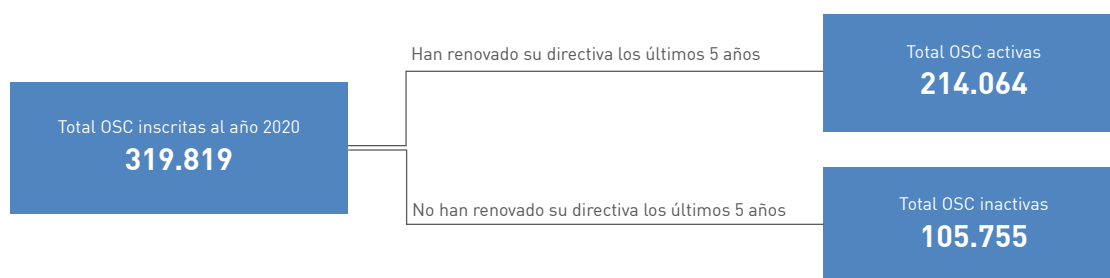 Total OSC inscritas al año 2020
319.819
Han renovado su directiva los últimos 5 años
Total OSC activas
214.064
No han renovado su directiva los últimos 5 años
Total OSC inactivas
105.755